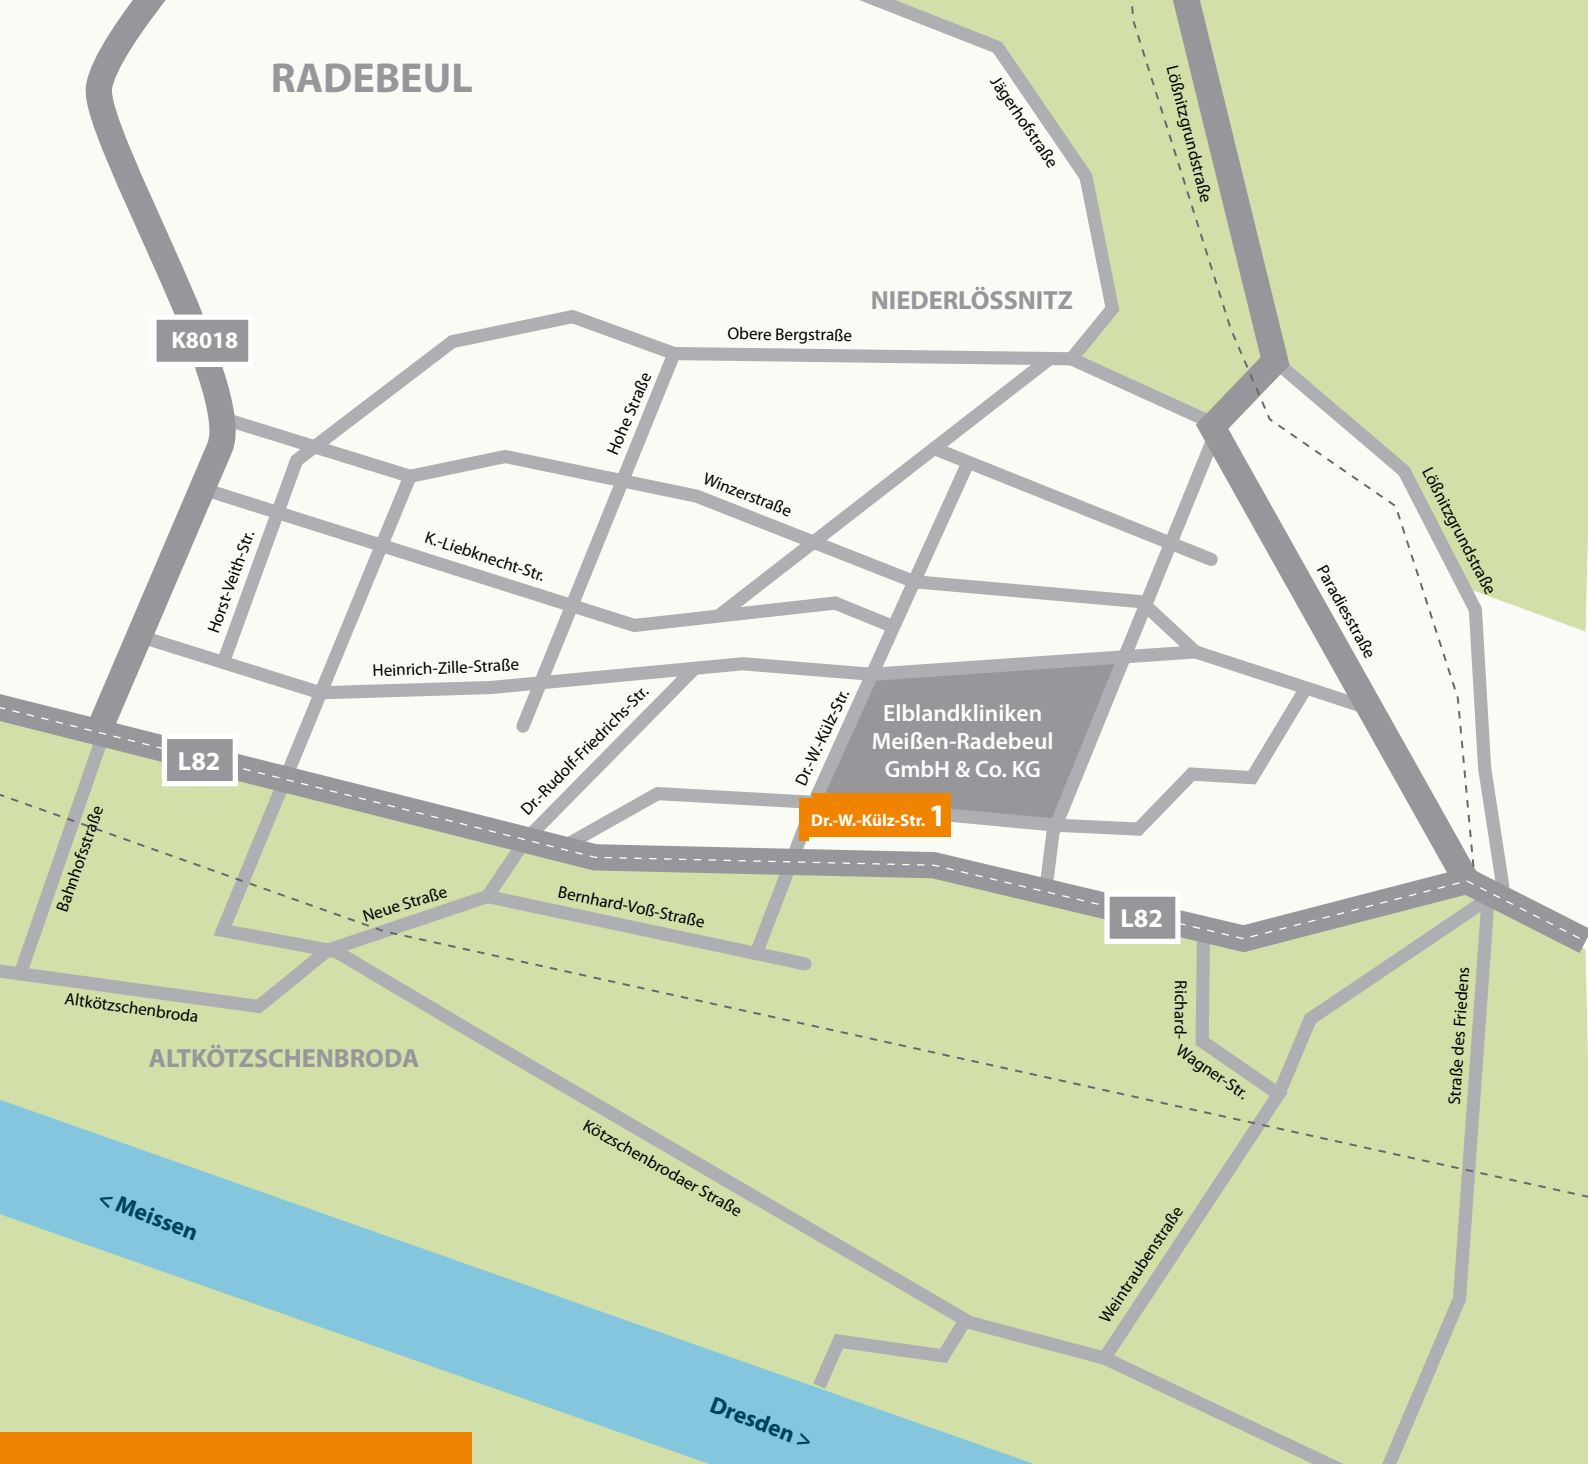 RADEBEUL
Jägerhofstraße
Lößnitzgrundstraße
NIEDERLÖSSNITZ
K8018
Obere Bergstraße
Hohe Straße
Winzerstraße
K.-Liebknecht-Str.
Horst-Veith-Str.
Lößnitzgrundstraße
Paradiesstraße
Heinrich-Zille-Straße
Dr.-Rudolf-Friedrichs-Str.
Dr.-W.-Külz-Str.
Elblandkliniken
Meißen-Radebeul
GmbH & Co. KG
L82
Dr.-W.-Külz-Str. 1
Bahnhofsstraße
Neue Straße
Bernhard-Voß-Straße
L82
Altkötzschenbroda
Richard-
Wagner-Str.
Straße des Friedens
ALTKÖTZSCHENBRODA
Kötzschenbrodaer Straße
Weintraubenstraße
< Meissen
Dresden >